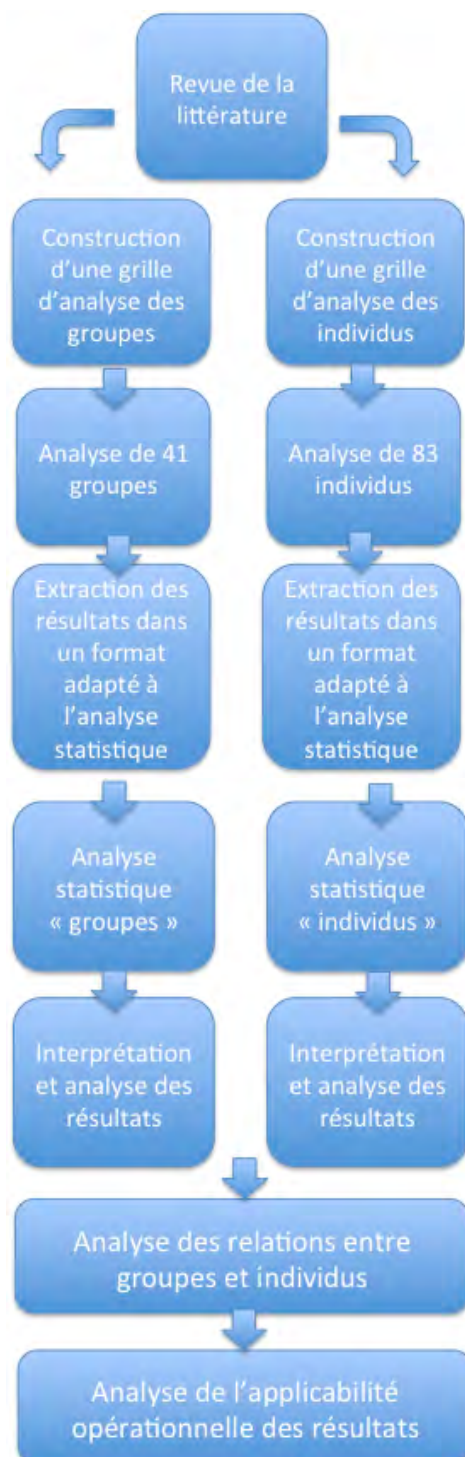 Revue de la
littérature
Construction
d'une grille
d'analyse des
groupes
Construction
d'une grille
d'analyse des
individus
Analyse de 41
groupes
Analyse de 83
individus
Extraction des
résultats dans
un format
adapté à
l'analyse
statistique
Extraction des
résultats dans
un format
adapté à
l'analyse
statistique
Analyse
statistique
« groupes »
Analyse
statistique
« individus »
Interprétation
et analyse des
résultats
Interprétation
et analyse des
résultats
Analyse des relations entre
groupes et individus
Analyse de l'applicabilité
opérationnelle des résultats